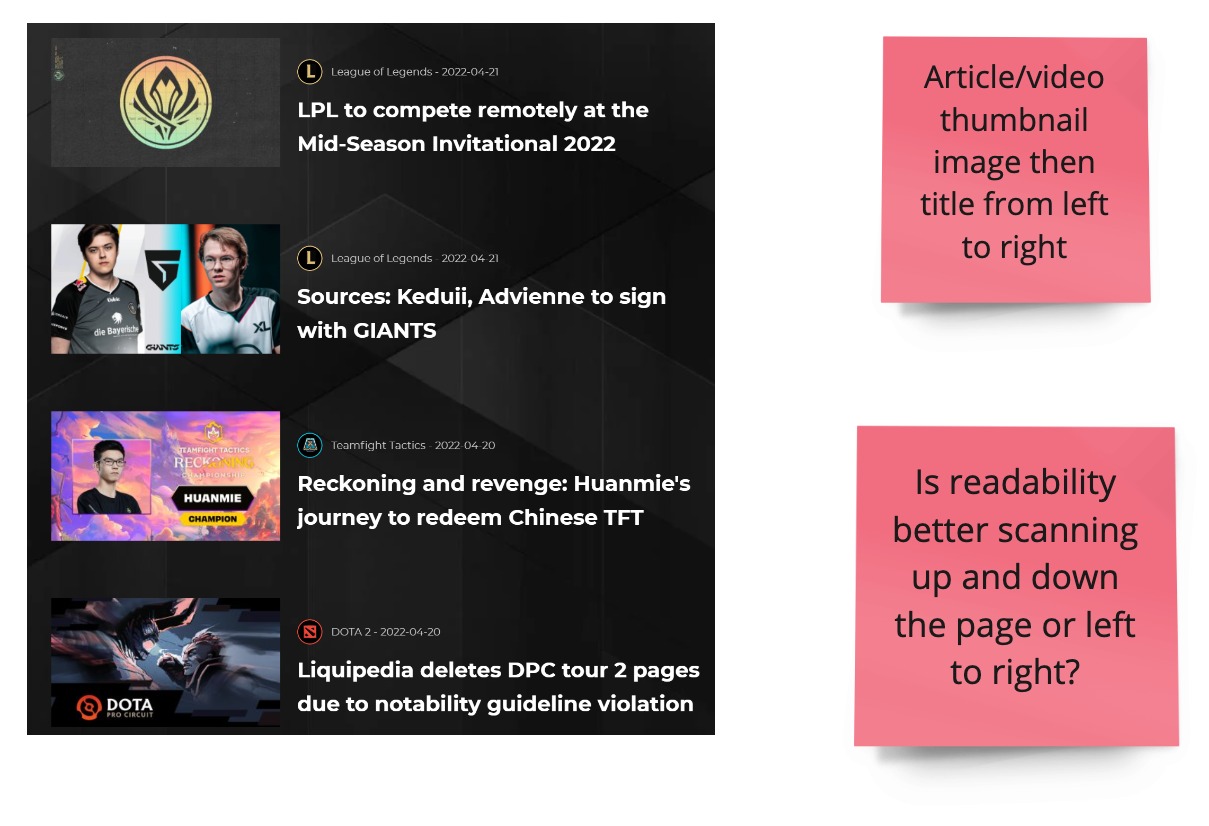 L League of Legends - 2022-04-21
LPL to compete remotely at the
Mid-Season Invitational 2022
die Bayerische
GIANTS
XL
L League of Legends - 2022-04-21
Sources: Keduii, Advienne to sign
with GIANTS
TEAMFIGHT TACTICS
RECKONING
CHAMPIONSHIP
HUANMIE
CHAMPION
Teamfight Tactics - 2022-04-20
Reckoning and revenge: Huanmie's
journey to redeem Chinese TFT
DOTA
PRO CIRCUIT
DOTA 2 - 2022-04-20
Liquipedia deletes DPC tour 2 pages
due to notability guideline violation
Article/video
thumbnail
image then
title from left
to right
Is readability
better scanning
up and down
the page or left
to right?